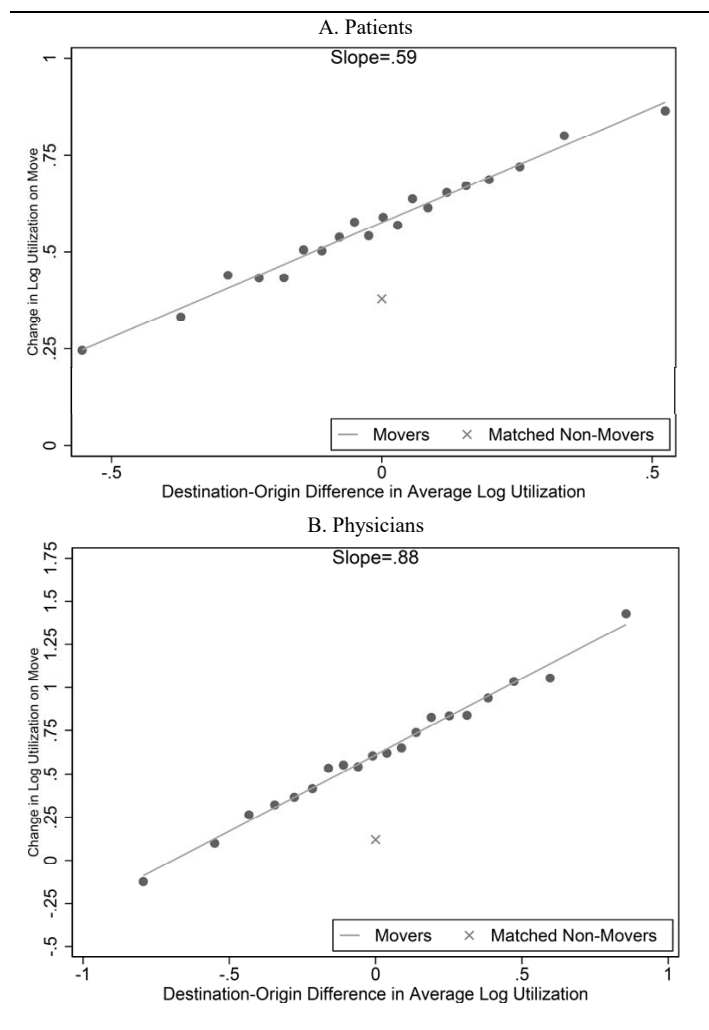 A. Patients
Slope=.59
Change in Log Utilization on Move
1
.75
.5
.25
0
-.5
0
.5
Movers
Matched Non-Movers
Destination-Origin Difference in Average Log Utilization
B. Physicians
Slope=.88
Change in Log Utilization on Move
1.75
1.5
1.25
1
.75
.5
.25
0
-.25
-.5
-1
-.5
0
.5
1
Movers
Matched Non-Movers
Destination-Origin Difference in Average Log Utilization